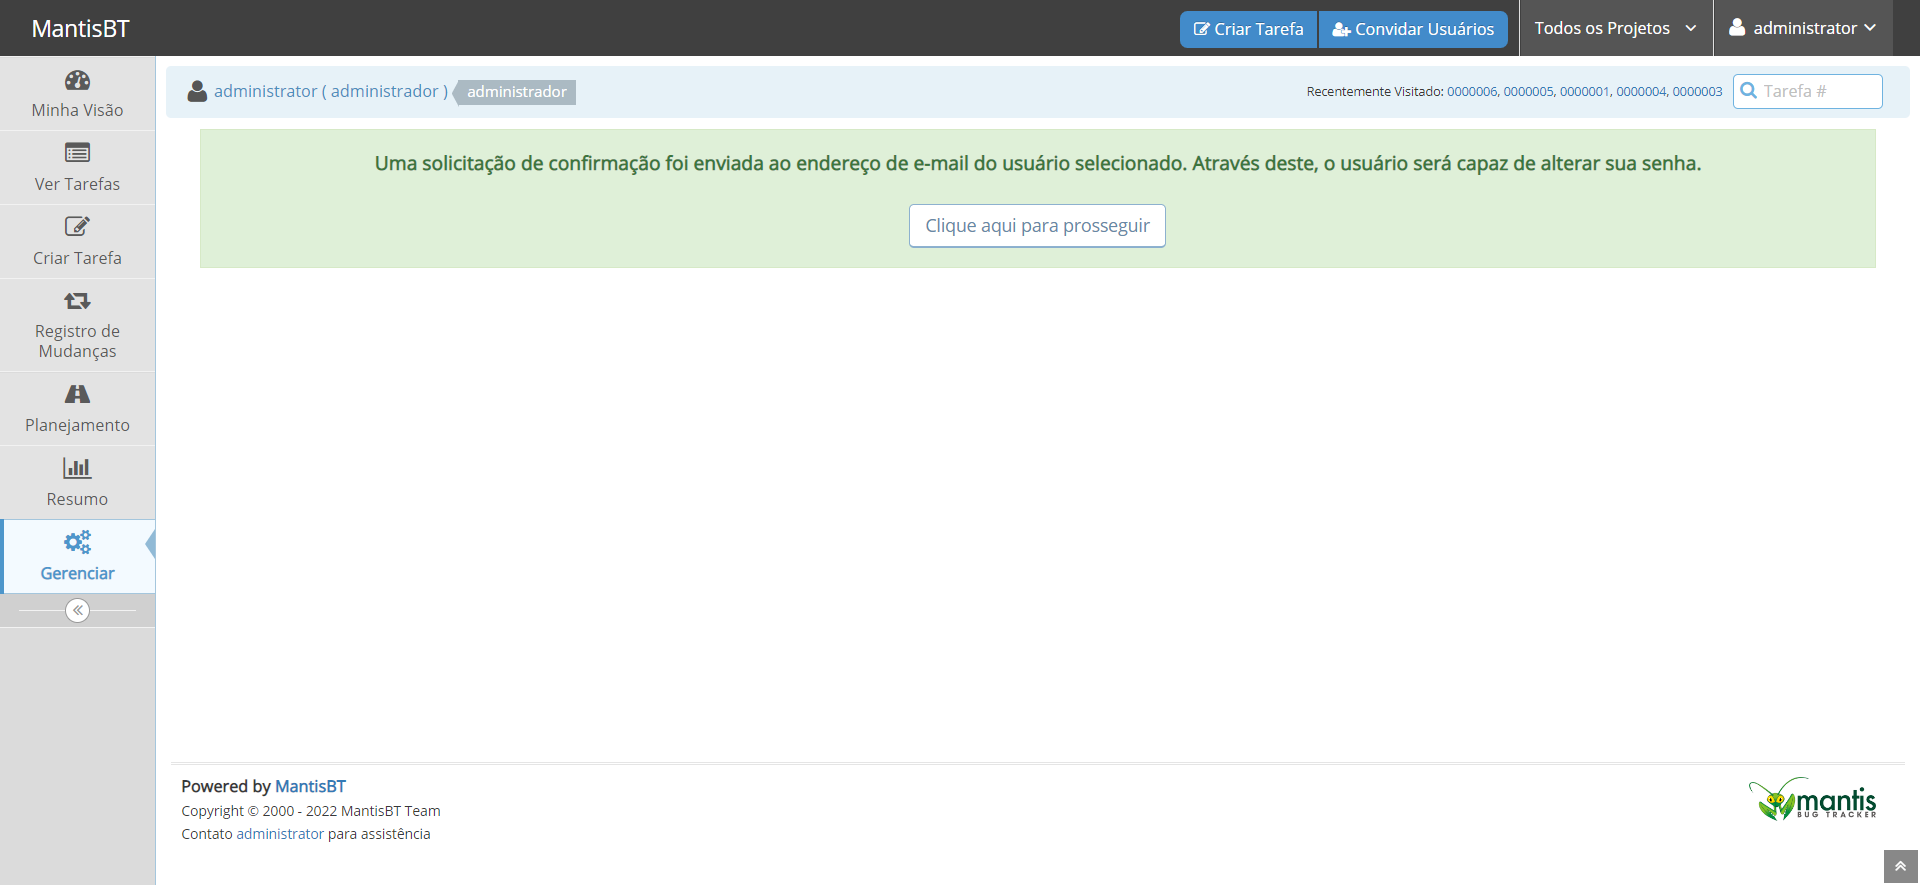 MantisBT
Criar Tarefa
Convidar Usuários
Todos os Projetos
administrator
Minha Visão
Ver Tarefas
Criar Tarefa
Registro de
Mudanças
Planejamento
Resumo
Gerenciar
administrator ( administrador ) administrador
Recentemente Visitado: 0000006, 0000005, 0000001, 0000004, 0000003
Tarefa #
Uma solicitação de confirmação foi enviada ao endereço de e-mail do usuário selecionado. Através deste, o usuário será capaz de alterar sua senha.
Clique aqui para prosseguir
Powered by MantisBT
Copyright © 2000 - 2022 MantisBT Team
Contato administrator para assistência
mantis
BUG TRACKER